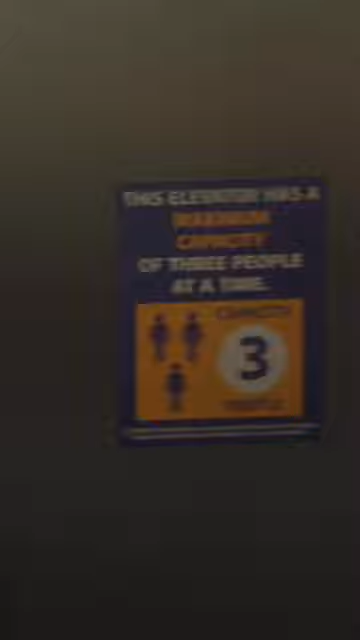 THIS ELEVATOR HAS A
MAXIMUM
CAPACITY
OF THREE PEOPLE
AT A TIME.
CAPACITY
3
PEOPLE